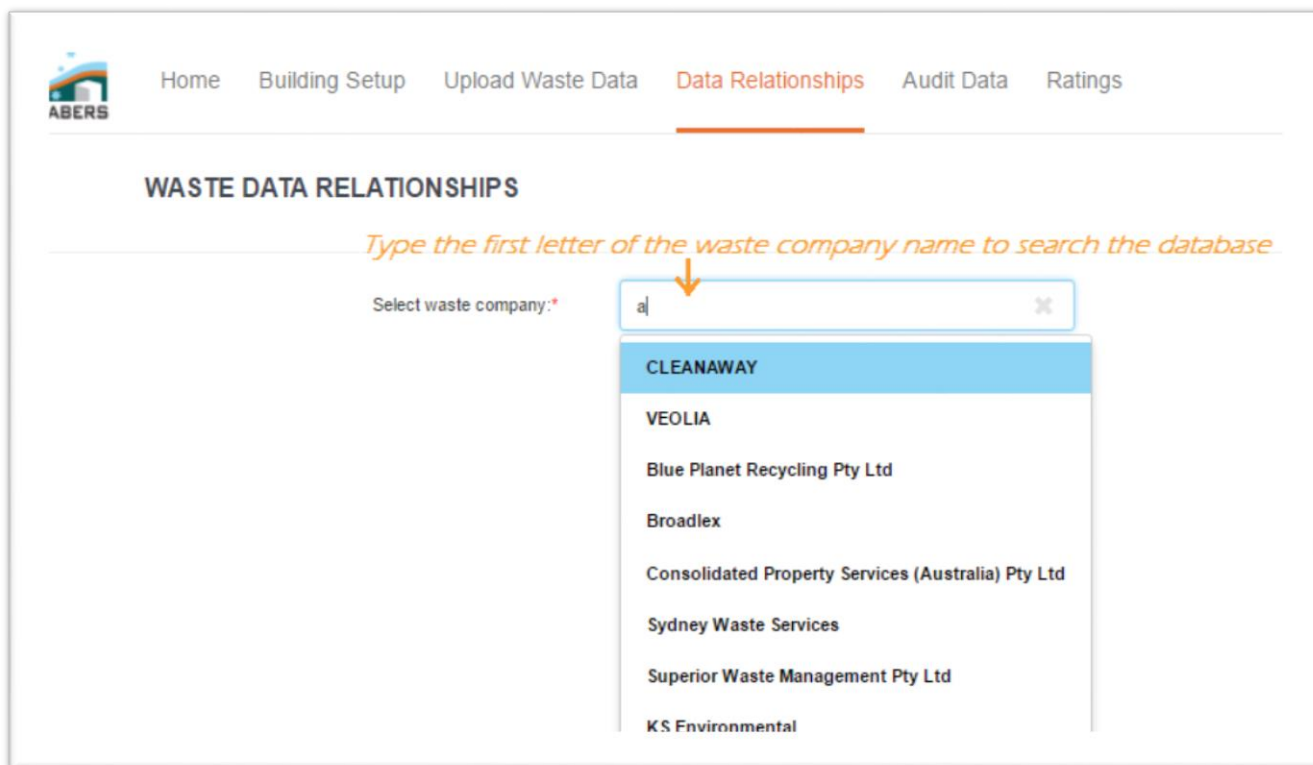 ABERS
Home Building Setup Upload Waste Data Data Relationships Audit Data Ratings
WASTE DATA RELATIONSHIPS
Type the first letter of the waste company name to search the database
Select waste company:*
a
CLEANAWAY
VEOLIA
Blue Planet Recycling Pty Ltd
Broadlex
Consolidated Property Services (Australia) Pty Ltd
Sydney Waste Services
Superior Waste Management Pty Ltd
KS Environmental